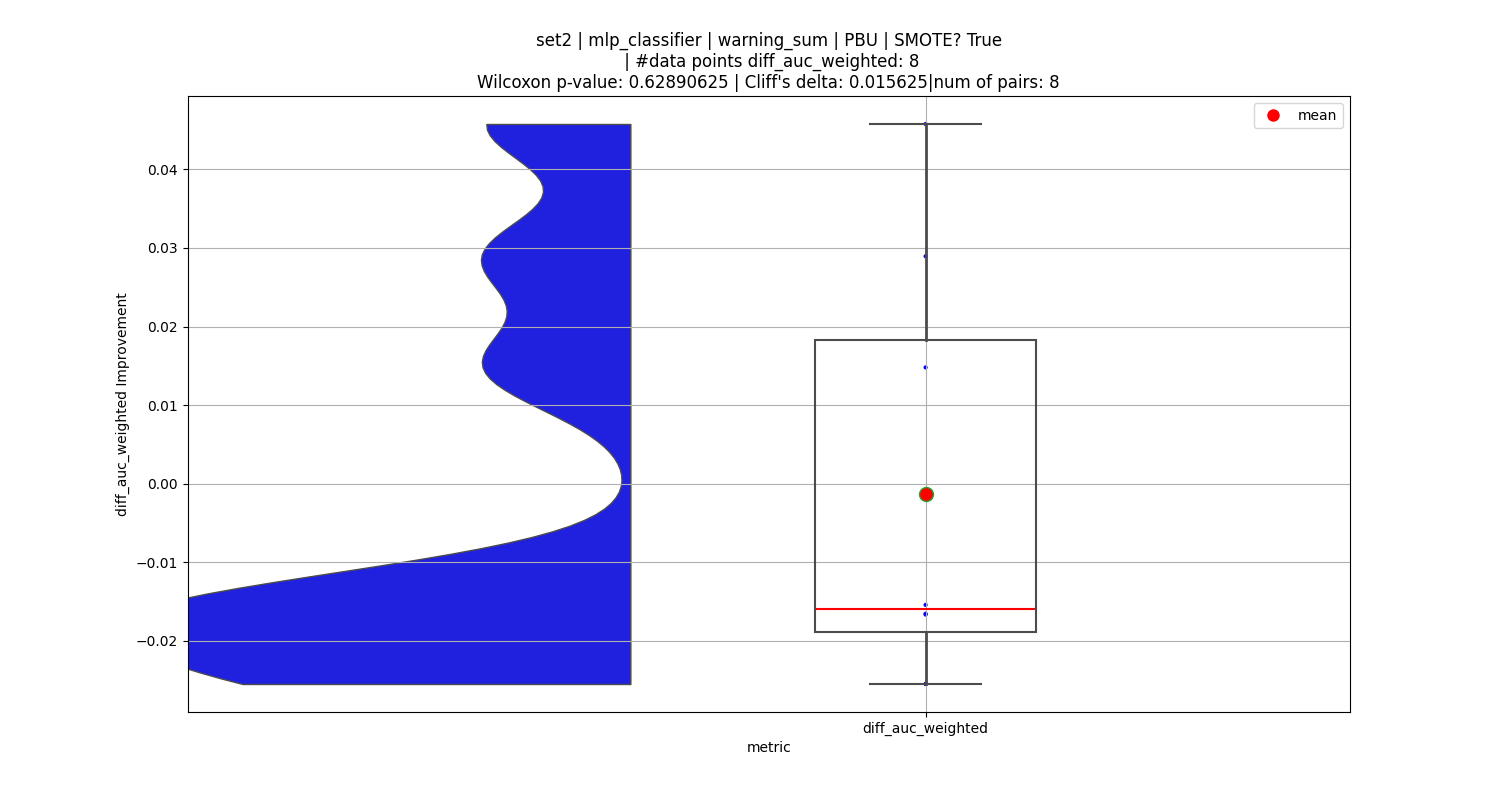 set2 | mlp_classifier | warning_sum | PBU | SMOTE? True
| #data points diff_auc_weighted: 8
Wilcoxon p-value: 0.62890625 | Cliff's delta: 0.015625|num of pairs: 8
mean
0.04
0.03
0.02
0.01
0.00
−0.01
−0.02
diff_auc_weighted Improvement
diff_auc_weighted
metric